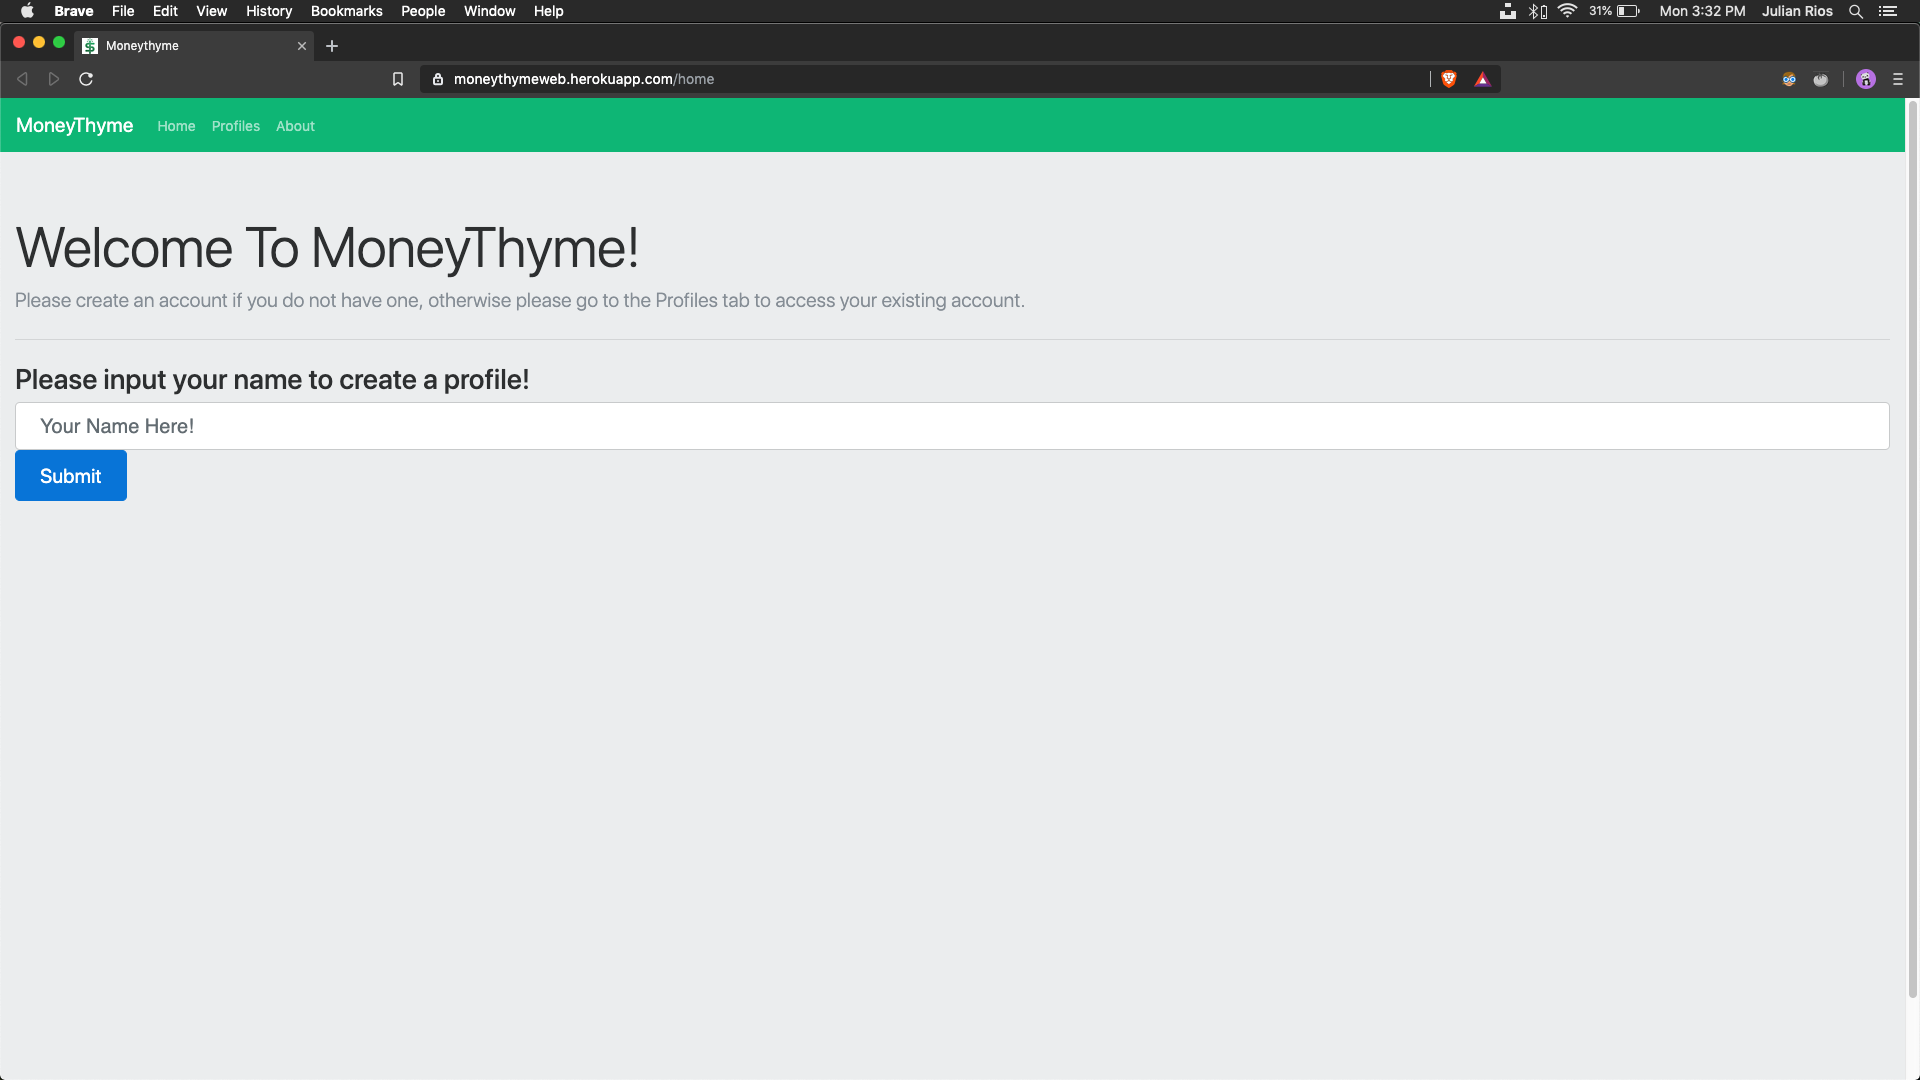 Brave File Edit View History Bookmarks People Window Help 31% Mon 3:32 PM Julian Rios
Moneythyme
moneythymeweb.herokuapp.com/home
MoneyThyme Home Profiles About
Welcome To MoneyThyme!
Please create an account if you do not have one, otherwise please go to the Profiles tab to access your existing account.
Please input your name to create a profile!
Your Name Here!
Submit